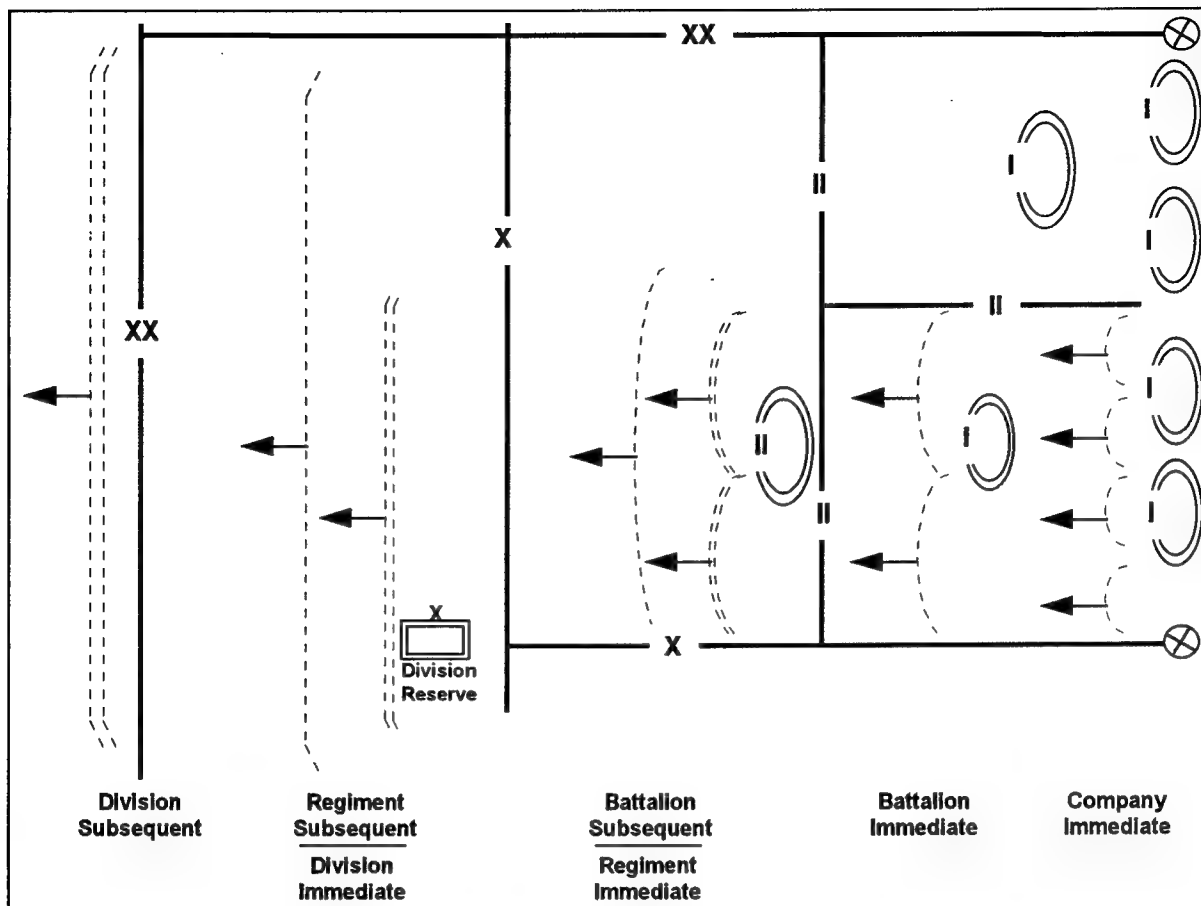 XX
I
I
II
X
I
II
XX
I
I
II
I
II
X
X
Division
Reserve
Division
Subsequent
Regiment
Subsequent
Division
Immediate
Battalion
Subsequent
Regiment
Immediate
Battalion
Immediate
Company
Immediate